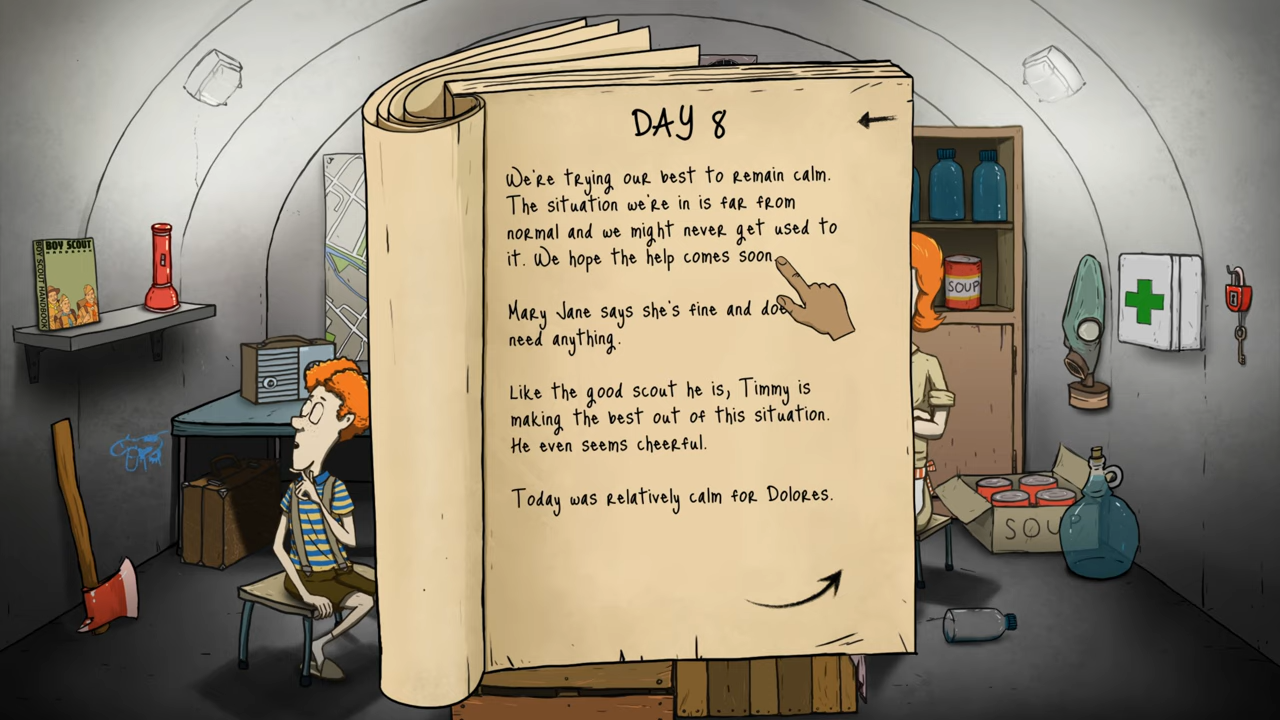 DAY 8
We're trying our best to remain calm.
The situation we're in is far from
normal and we might never get used to
it. We hope the help comes soon
Mary Jane says she's fine and doe
need anything.
Like the good scout he is, Timmy is
making the best out of this situation.
He even seems cheerful.
Today was relatively calm for Dolores.
BOY SCOUT
BOY SCOUT HANDBOOK
SOUP
SOUP